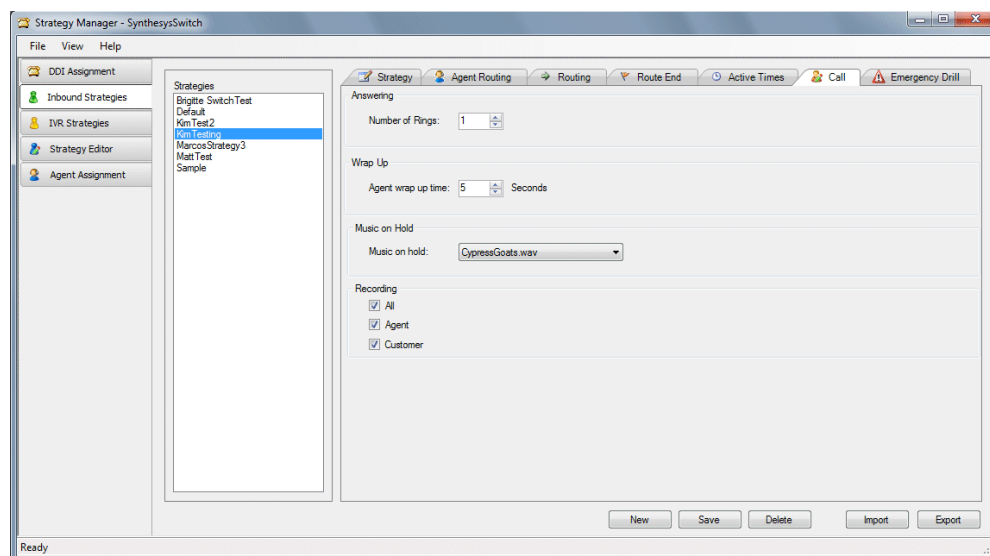 Strategy Manager - SynthesysSwitch
File View Help
DDI Assignment
Inbound Strategies
IVR Strategies
Strategy Editor
Agent Assignment
Strategies
Brigitte SwitchTest
Default
KimTest2
KimTesting
MarcosStrategy3
MattTest
Sample
Strategy Agent Routing Routing Route End Active Times Call Emergency Drill
Answering
Number of Rings: 1
Wrap Up
Agent wrap up time: 5 Seconds
Music on Hold
Music on hold: CypressGoats.wav
Recording
All
Agent
Customer
New Save Delete Import Export
Ready